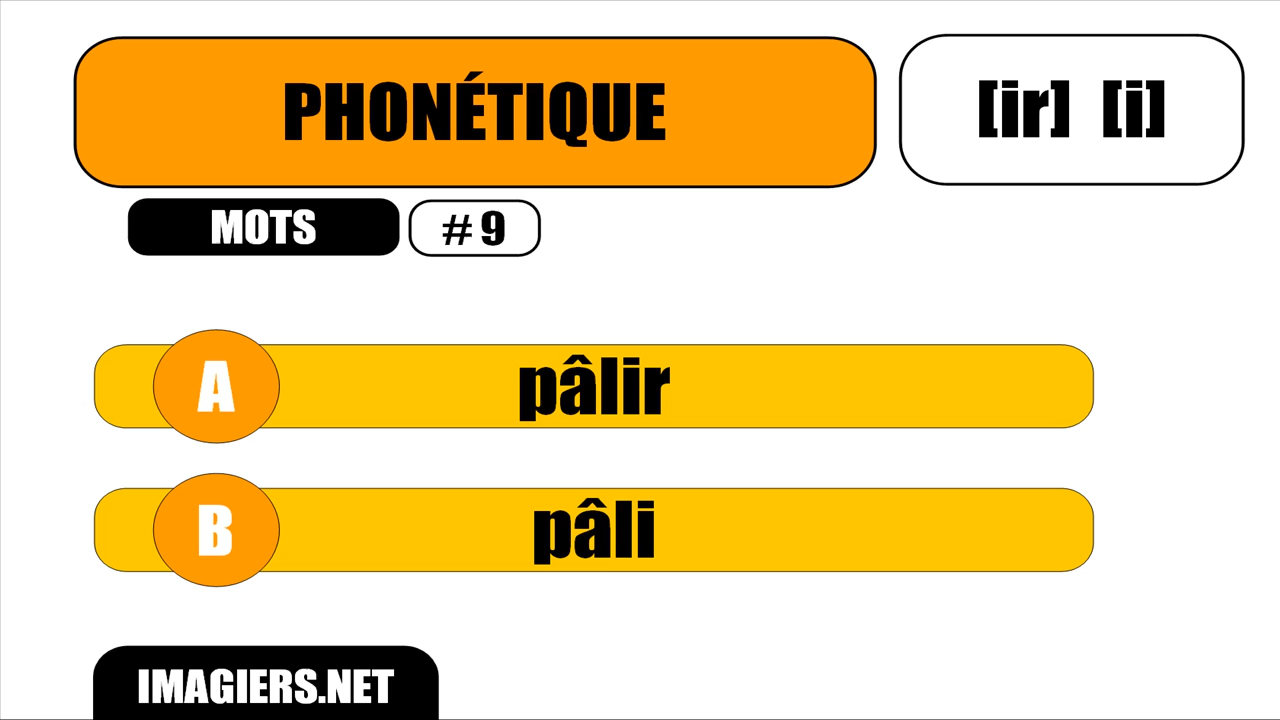 PHONÉTIQUE
[ir] [i]
MOTS
# 9
A
pâlir
B
pâli
IMAGIERS.NET